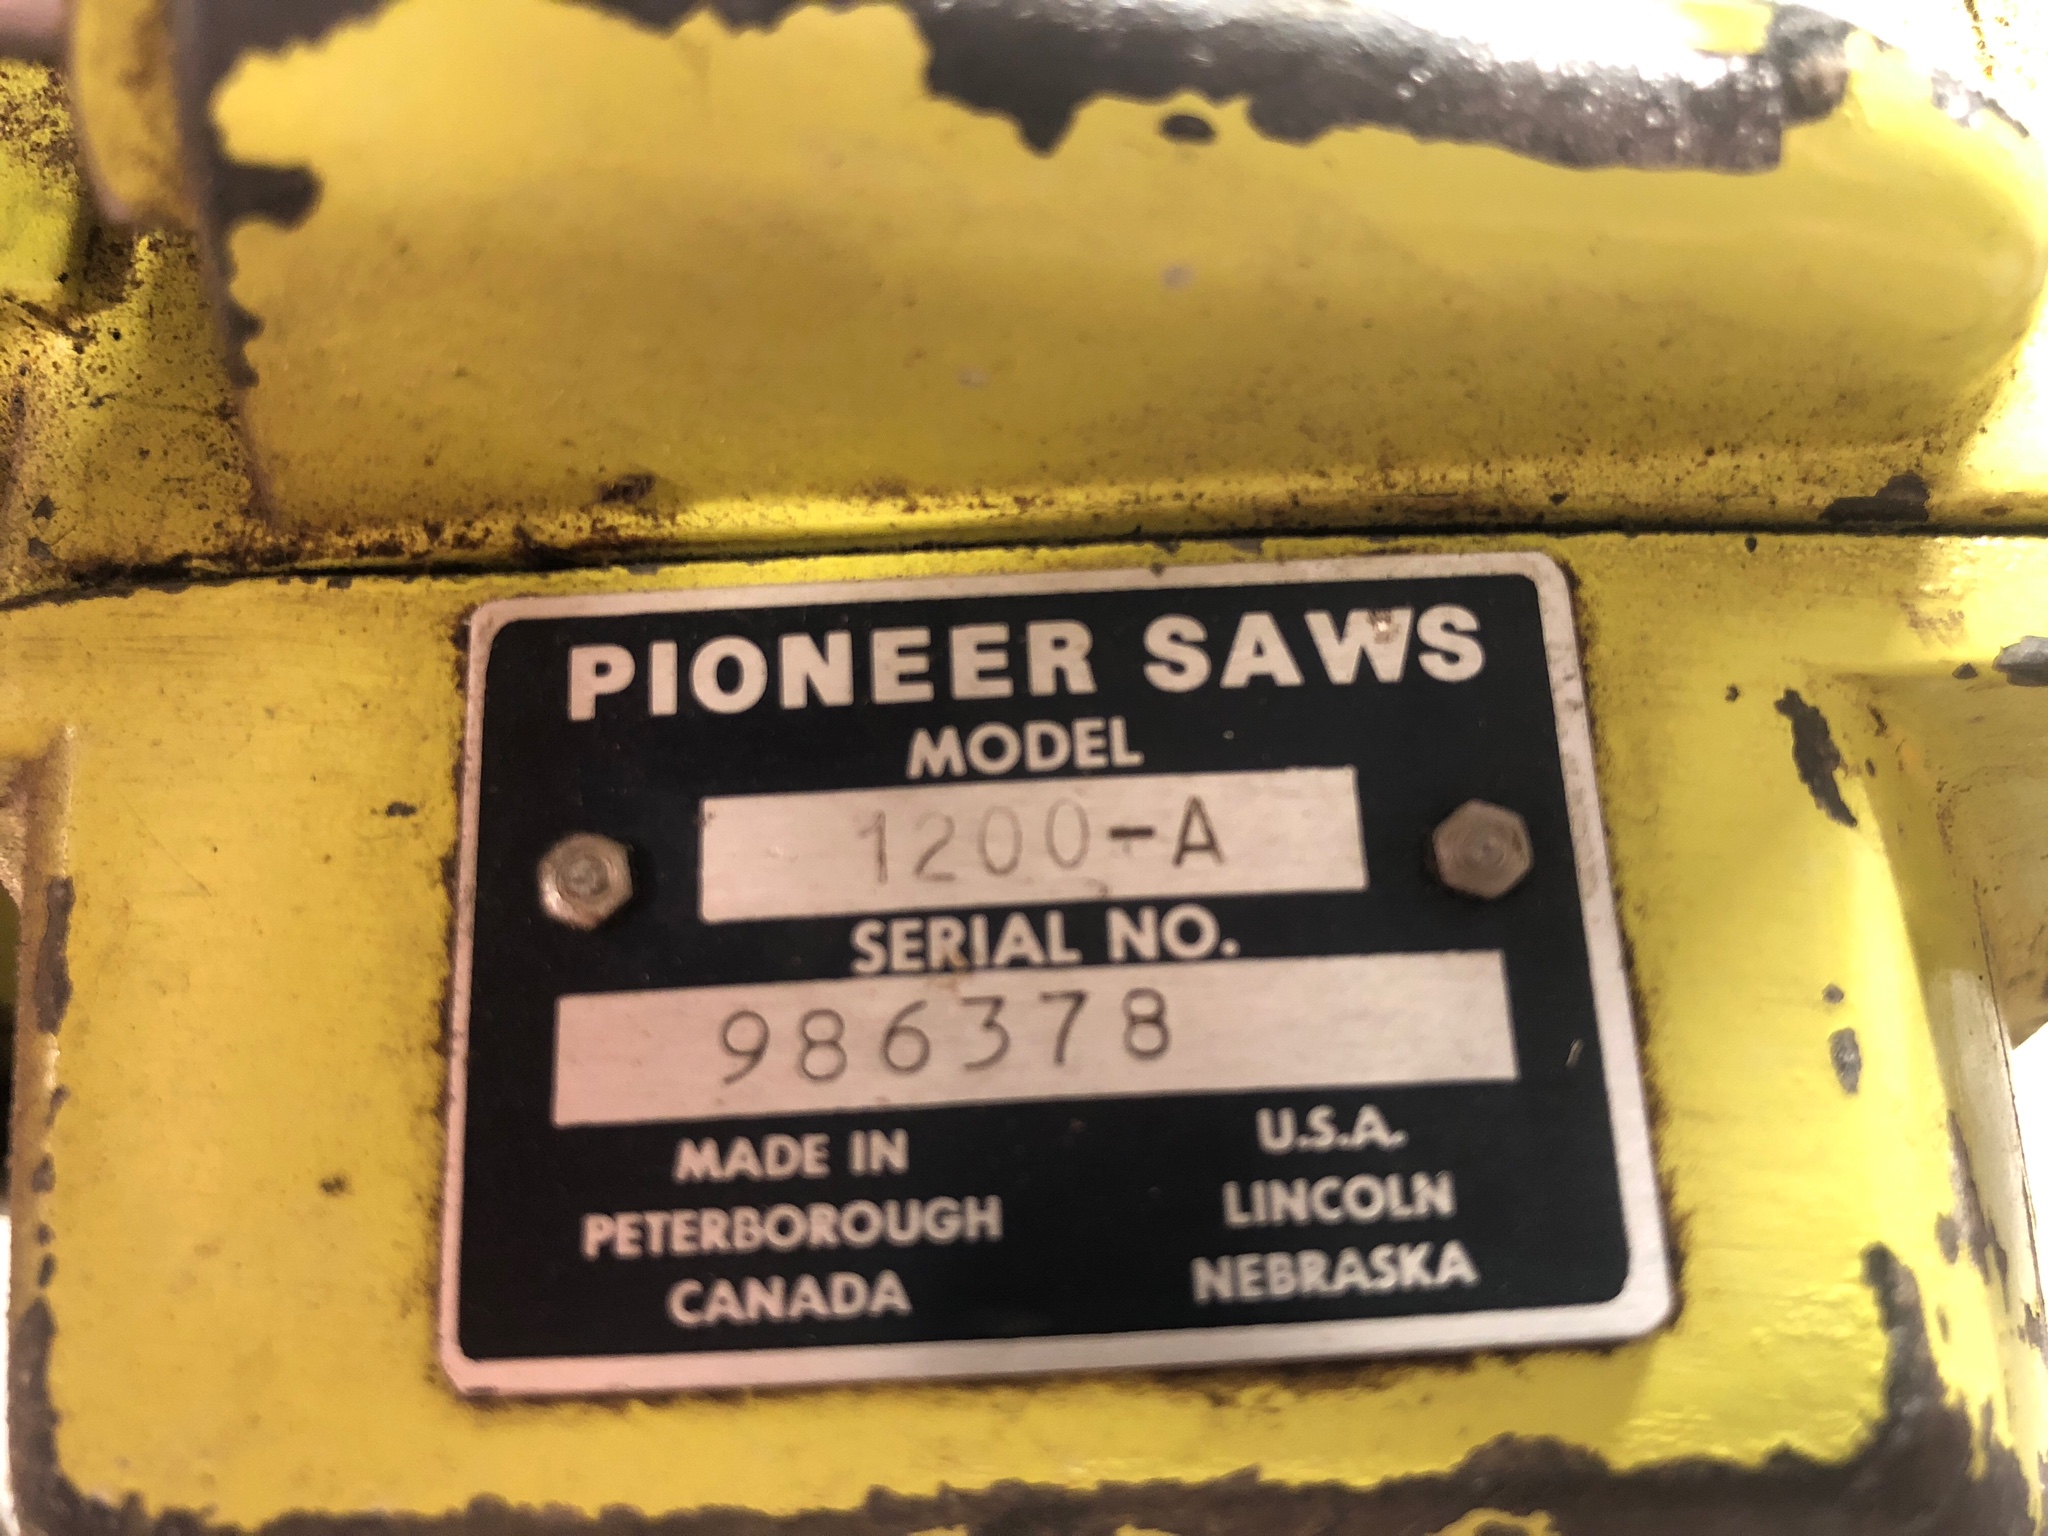 PIONEER SAWS
MODEL
1200-A
SERIAL NO.
986378
MADE IN
PETERBOROUGH
CANADA
U.S.A.
LINCOLN
NEBRASKA